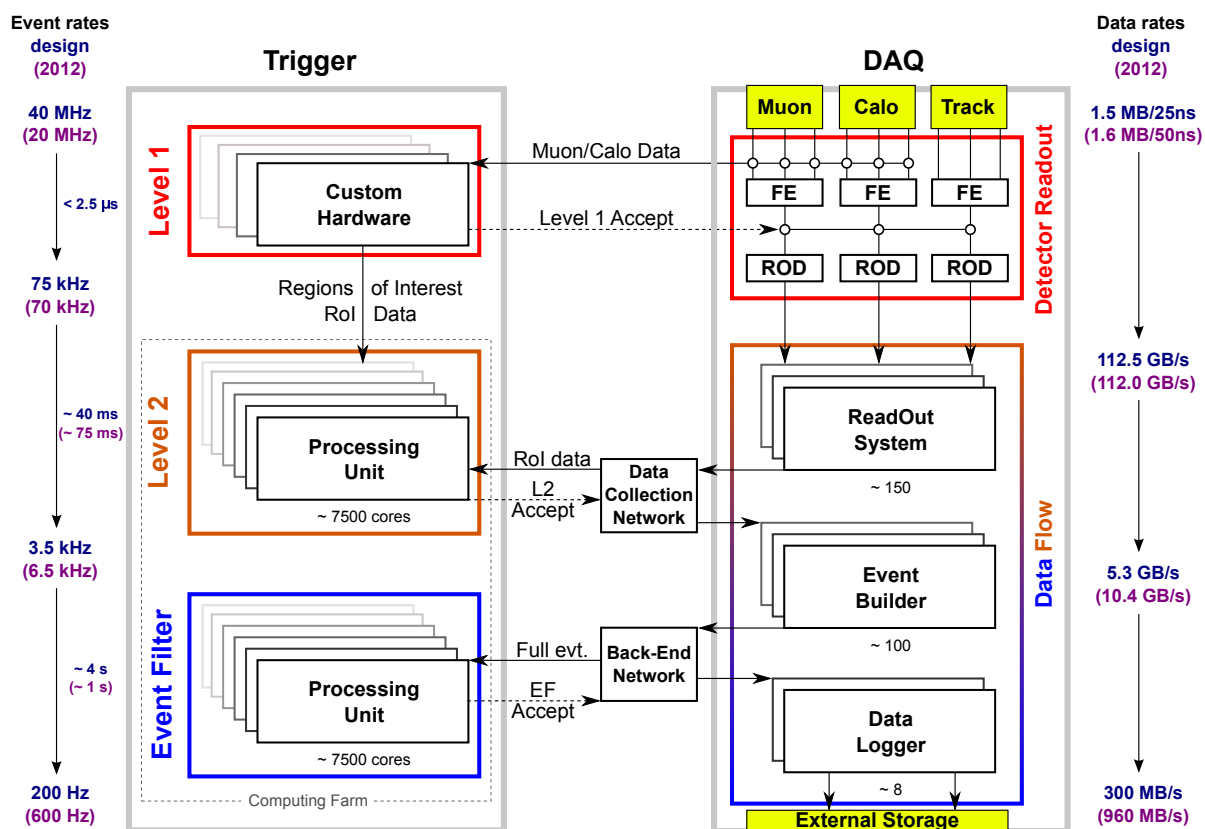 Event rates
design
(2012)
40 MHz
(20 MHz)
< 2.5 µs
75 kHz
(70 kHz)
~ 40 ms
(~ 75 ms)
3.5 kHz
(6.5 kHz)
~ 4 s
(~ 1 s)
200 Hz
(600 Hz)
Trigger
Level 1
Custom
Hardware
Muon/Calo Data
Level 1 Accept
Regions of Interest
RoI Data
Level 2
Processing
Unit
~ 7500 cores
RoI data
L2
Accept
Data
Collection
Network
Event Filter
Processing
Unit
~ 7500 cores
Full evt.
EF
Accept
Back-End
Network
Computing Farm
DAQ
Muon
Calo
Track
FE
FE
FE
ROD
ROD
ROD
Detector Readout
ReadOut
System
~ 150
Event
Builder
~ 100
Data
Logger
~ 8
Data Flow
External Storage
Data rates
design
(2012)
1.5 MB/25ns
(1.6 MB/50ns)
112.5 GB/s
(112.0 GB/s)
5.3 GB/s
(10.4 GB/s)
300 MB/s
(960 MB/s)